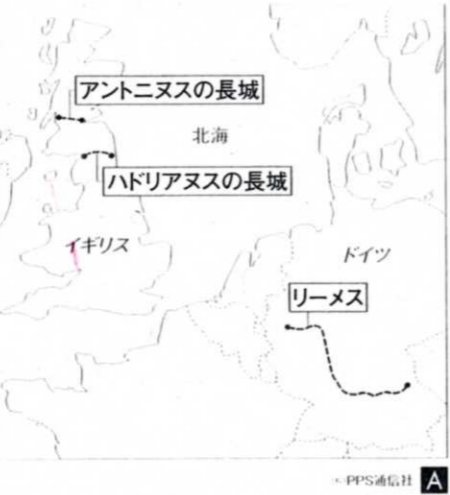 アントニヌスの長城
北海
ハドリアヌスの長城
イギリス
ドイツ
リーメス
©PPS通信社 A